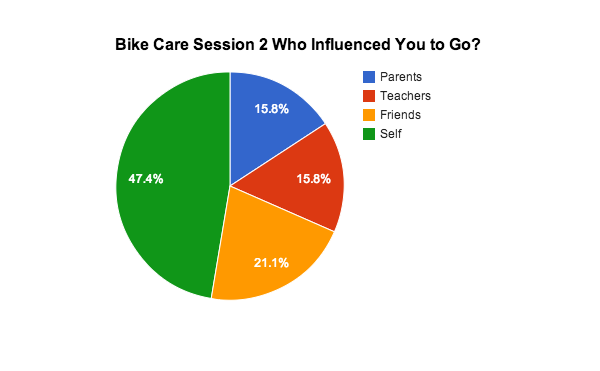 Bike Care Session 2 Who Influenced You to Go?
Parents
Teachers
Friends
Self
15.8%
15.8%
21.1%
47.4%